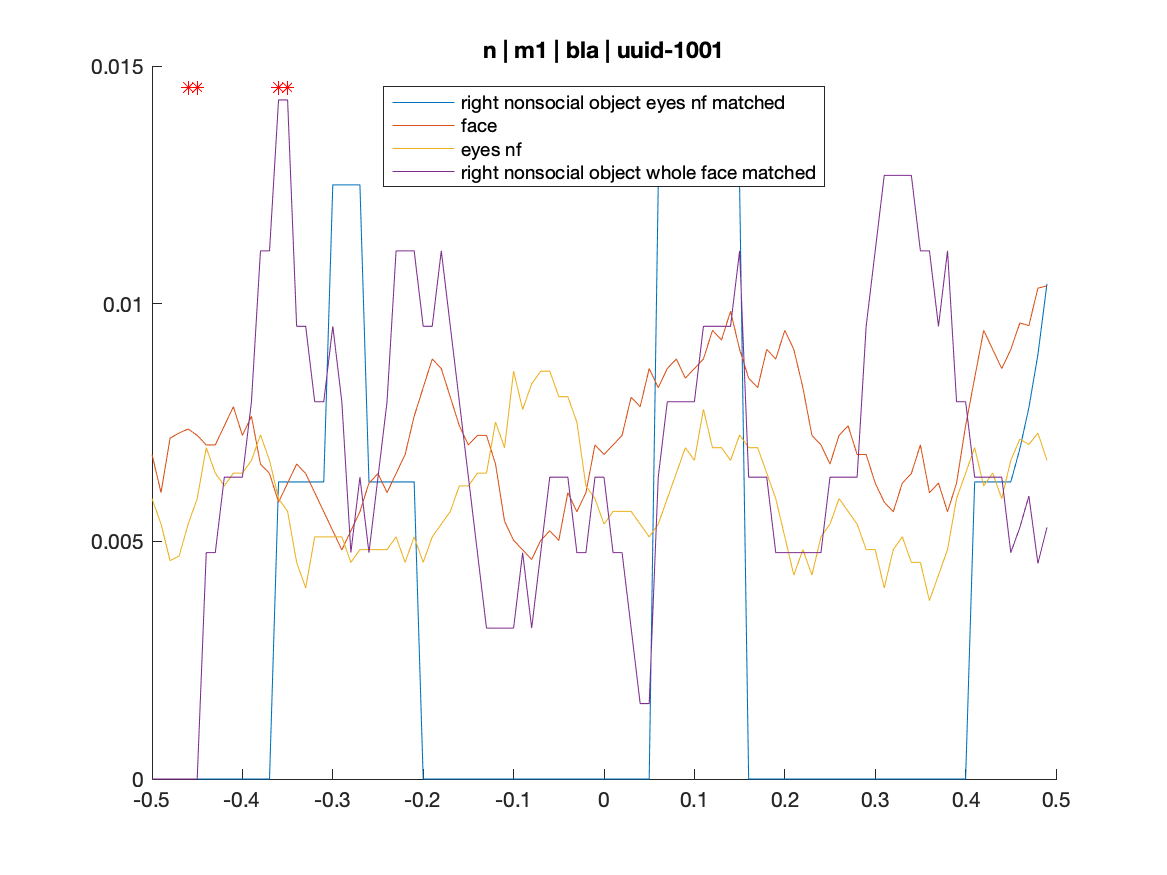 n | m1 | bla | uuid-1001
0.015
right nonsocial object eyes nf matched
face
eyes nf
right nonsocial object whole face matched
0.01
0.005
0
-0.5 -0.4 -0.3 -0.2 -0.1 0 0.1 0.2 0.3 0.4 0.5